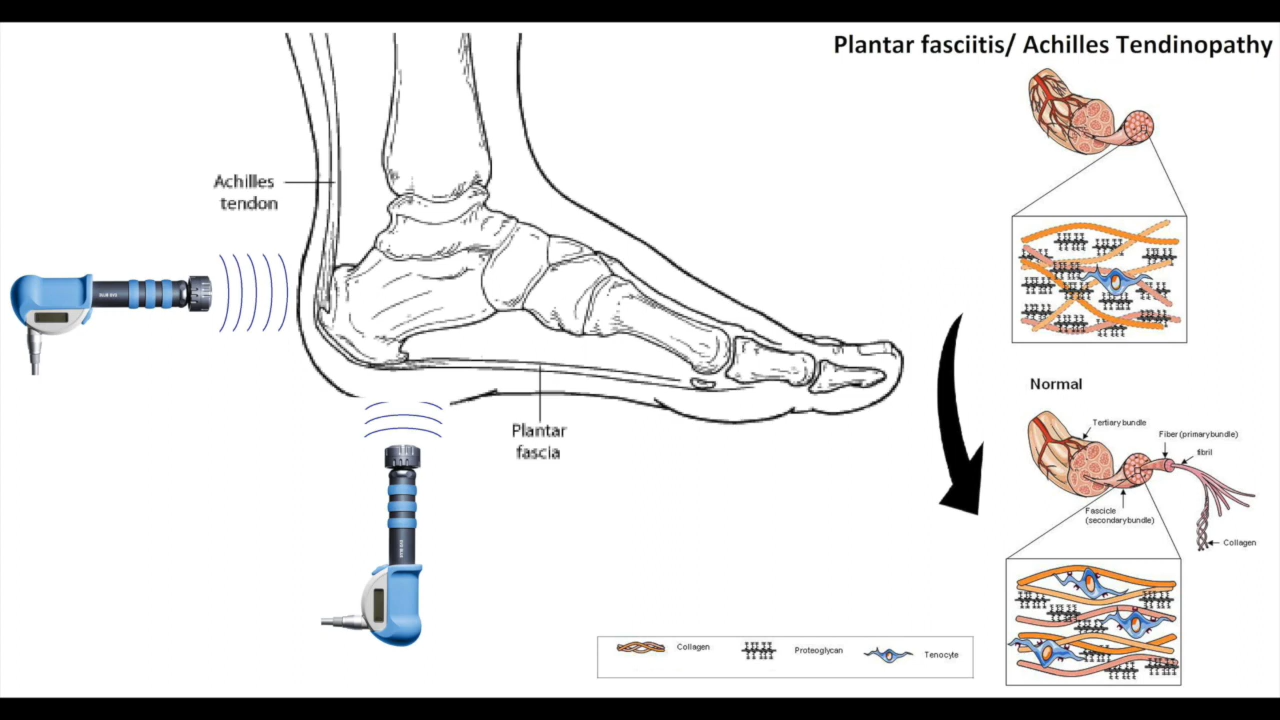 Plantar fasciitis/ Achilles Tendinopathy
Achilles
tendon
Plantar
fascia
Normal
Tertiary bundle
Fiber (primary bundle)
fibril
Fascicle
(secondary bundle)
Collagen
Collagen
Proteoglycan
Tenocyte